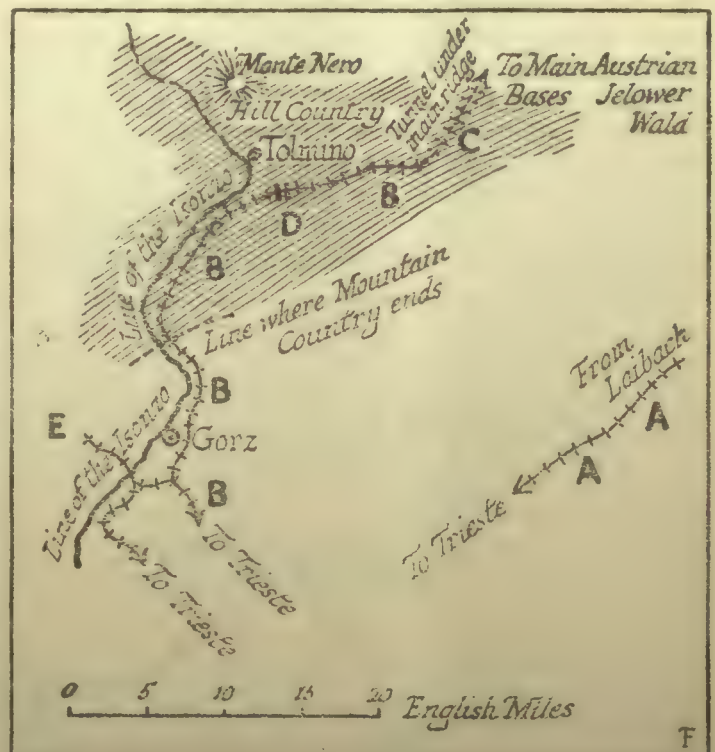 Monte Nero
Hill Country
Tunnel under
main ridge
To Main Austrian
Bases Jelower
Wald
C
Tolmino
B
D
Line of the Isonzo
B
Line where Mountain
Country ends
From
Laibach
A
A
B
E
Gorz
Line of the Isonzo
B
To Trieste
To Trieste
To Trieste
0 5 10 15 20 English Miles
F